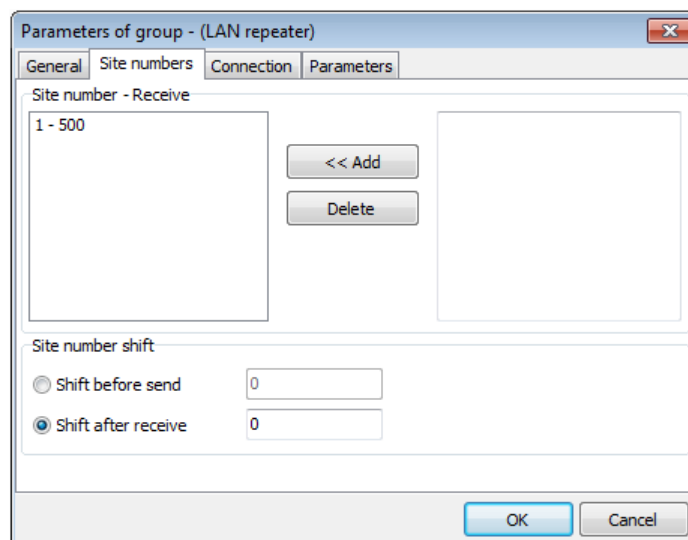 Parameters of group - (LAN repeater)
General Site numbers Connection Parameters
Site number - Receive
1 - 500
<< Add
Delete
Site number shift
Shift before send 0
Shift after receive 0
OK Cancel